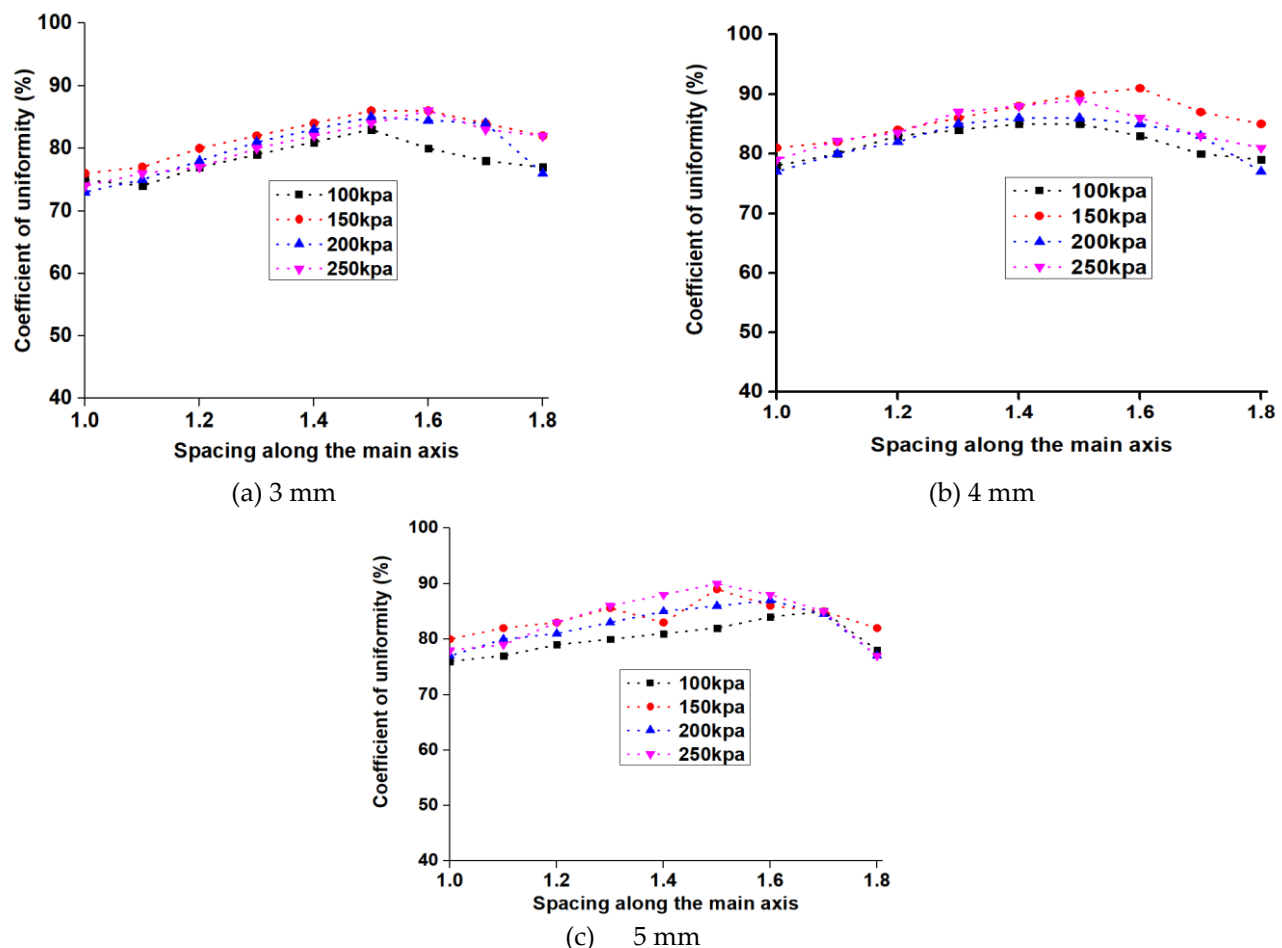 100
90
80
70
60
50
40
Coefficient of uniformity (%)
100kpa
150kpa
200kpa
250kpa
1.0 1.2 1.4 1.6 1.8
Spacing along the main axis
(a) 3 mm
100
90
80
70
60
50
40
Coefficient of uniformity (%)
100kpa
150kpa
200kpa
250kpa
1.0 1.2 1.4 1.6 1.8
Spacing along the main axis
(b) 4 mm
100
90
80
70
60
50
40
Coefficient of uniformity (%)
100kpa
150kpa
200kpa
250kpa
1.0 1.2 1.4 1.6 1.8
Spacing along the main axis
(c) 5 mm